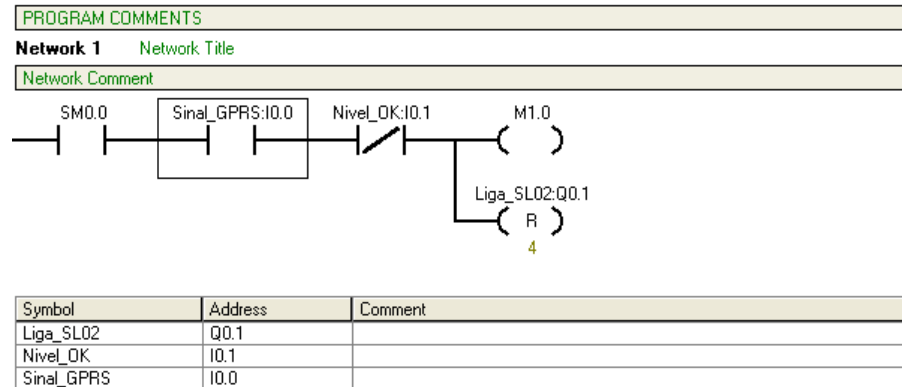 PROGRAM COMMENTS
Network 1 Network Title
Network Comment
SM0.0 Sinal_GPRS:I0.0 Nivel_OK:I0.1 M1.0
Liga_SL02:Q0.1
R
4
Symbol Address Comment
Liga_SL02 Q0.1
Nivel_OK I0.1
Sinal_GPRS I0.0